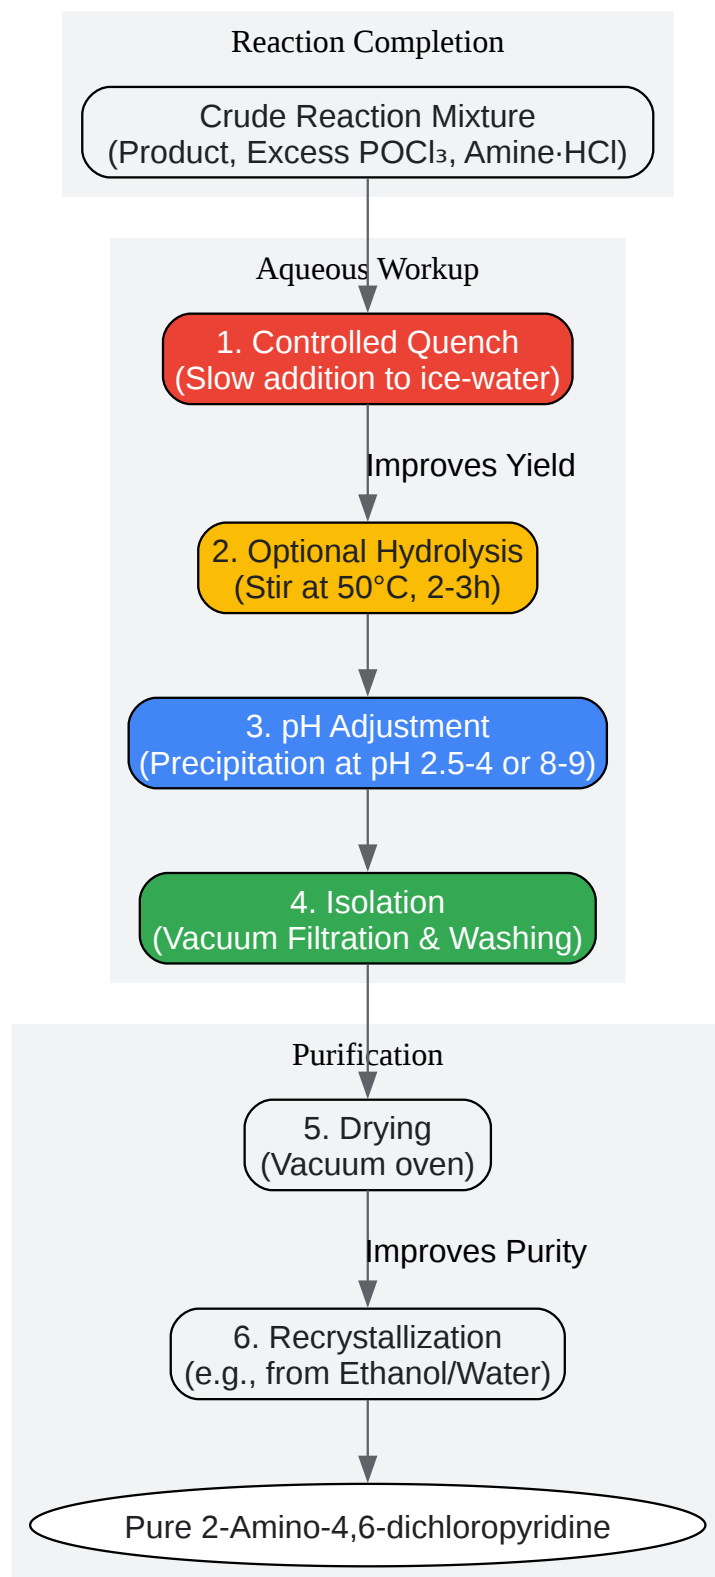 Reaction Completion
Crude Reaction Mixture
(Product, Excess POCl₃, Amine·HCl)
Aqueous Workup
1. Controlled Quench
(Slow addition to ice-water)
Improves Yield
2. Optional Hydrolysis
(Stir at 50°C, 2-3h)
3. pH Adjustment
(Precipitation at pH 2.5-4 or 8-9)
4. Isolation
(Vacuum Filtration & Washing)
Purification
5. Drying
(Vacuum oven)
Improves Purity
6. Recrystallization
(e.g., from Ethanol/Water)
Pure 2-Amino-4,6-dichloropyridine